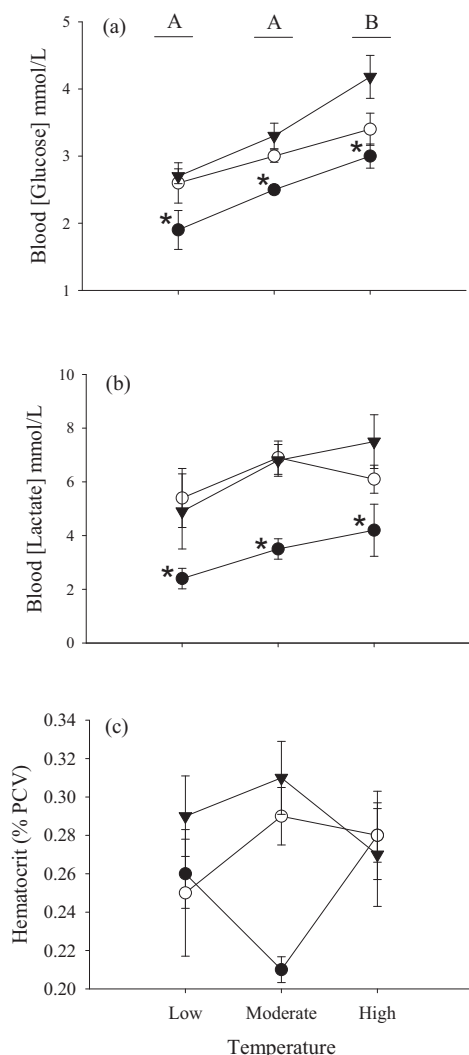 (a)
A A B
5
4
3
2
1
Blood [Glucose] mmol/L
* * *
(b)
10
8
6
4
2
0
Blood [Lactate] mmol/L
* * *
(c)
0.34
0.32
0.30
0.28
0.26
0.24
0.22
0.20
Hematocrit (% PCV)
Low Moderate High
Temperature